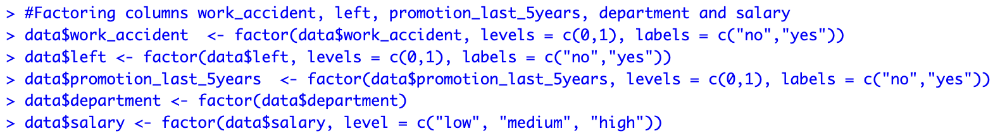 > #Factoring columns work_accident, left, promotion_last_5years, department and salary
> data$work_accident  <- factor(data$work_accident, levels = c(0,1), labels = c("no","yes"))
> data$left <- factor(data$left, levels = c(0,1), labels = c("no","yes"))
> data$promotion_last_5years  <- factor(data$promotion_last_5years, levels = c(0,1), labels = c("no","yes"))
> data$department <- factor(data$department)
> data$salary <- factor(data$salary, level = c("low", "medium", "high"))